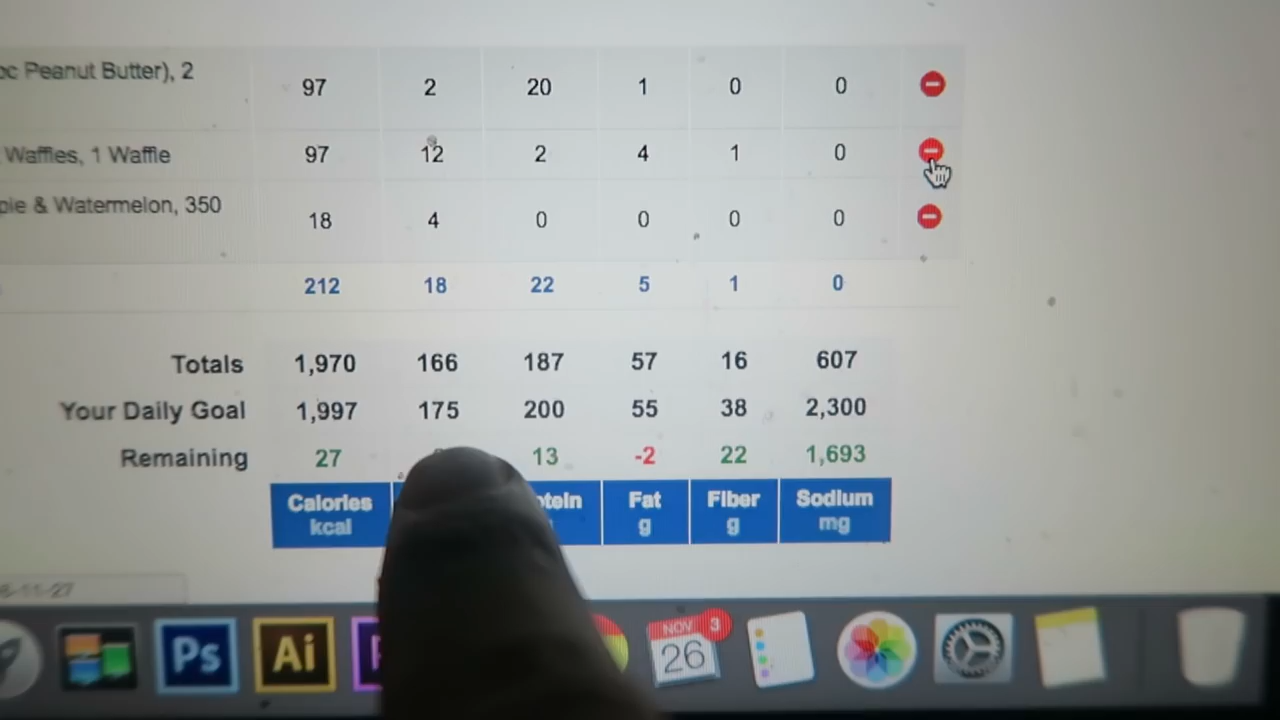 Peanut Butter), 2
97 2 20 1 0 0
Waffles, 1 Waffle
97 12 2 4 1 0
& Watermelon, 350
18 4 0 0 0 0
212 18 22 5 1 0
Totals 1,970 166 187 57 16 607
Your Daily Goal 1,997 175 200 55 38 2,300
Remaining 27 13 -2 22 1,693
Calories Fat Fiber Sodium
kcal g g mg
Ps Ai NOV 3
26